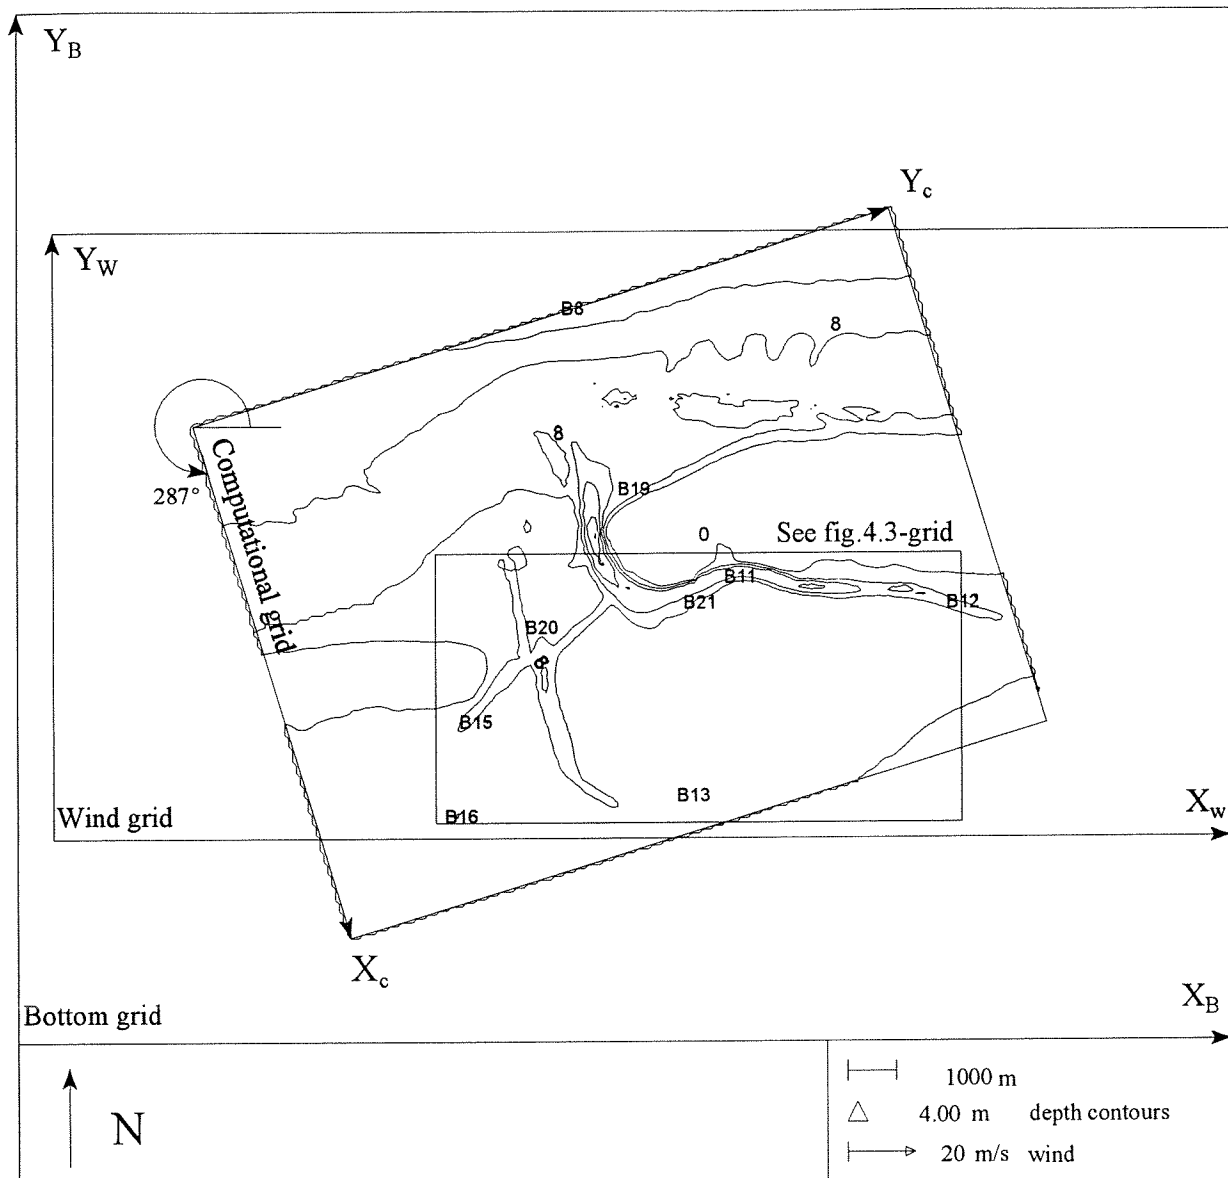 Y_B
Y_c
Y_W
B8
8
8
287°
Computational grid
B19
0
See fig.4.3-grid
B11
B12
B21
B20
8
B15
B13
B16
Wind grid
X_w
X_c
X_B
Bottom grid
N
1000 m
4.00 m depth contours
20 m/s wind